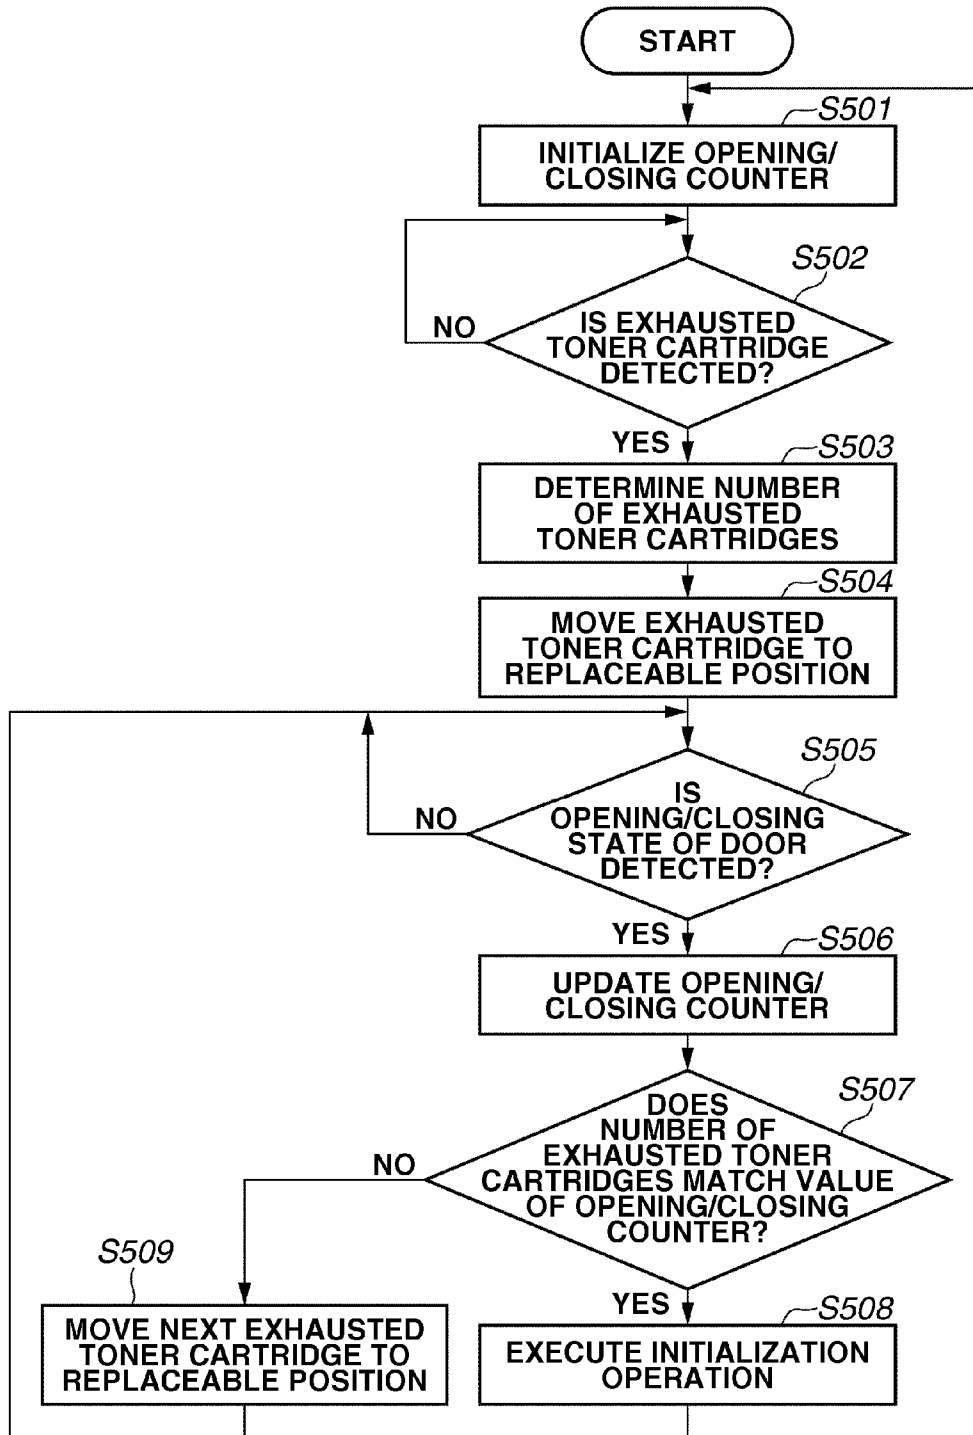 START
S501
INITIALIZE OPENING/
CLOSING COUNTER
S502
IS EXHAUSTED
TONER CARTRIDGE
DETECTED?
NO
YES
S503
DETERMINE NUMBER
OF EXHAUSTED
TONER CARTRIDGES
S504
MOVE EXHAUSTED
TONER CARTRIDGE TO
REPLACEABLE POSITION
S505
IS
OPENING/CLOSING
STATE OF DOOR
DETECTED?
NO
YES
S506
UPDATE OPENING/
CLOSING COUNTER
S507
DOES
NUMBER OF
EXHAUSTED TONER
CARTRIDGES MATCH VALUE
OF OPENING/CLOSING
COUNTER?
NO
YES
S509
MOVE NEXT EXHAUSTED
TONER CARTRIDGE TO
REPLACEABLE POSITION
S508
EXECUTE INITIALIZATION
OPERATION